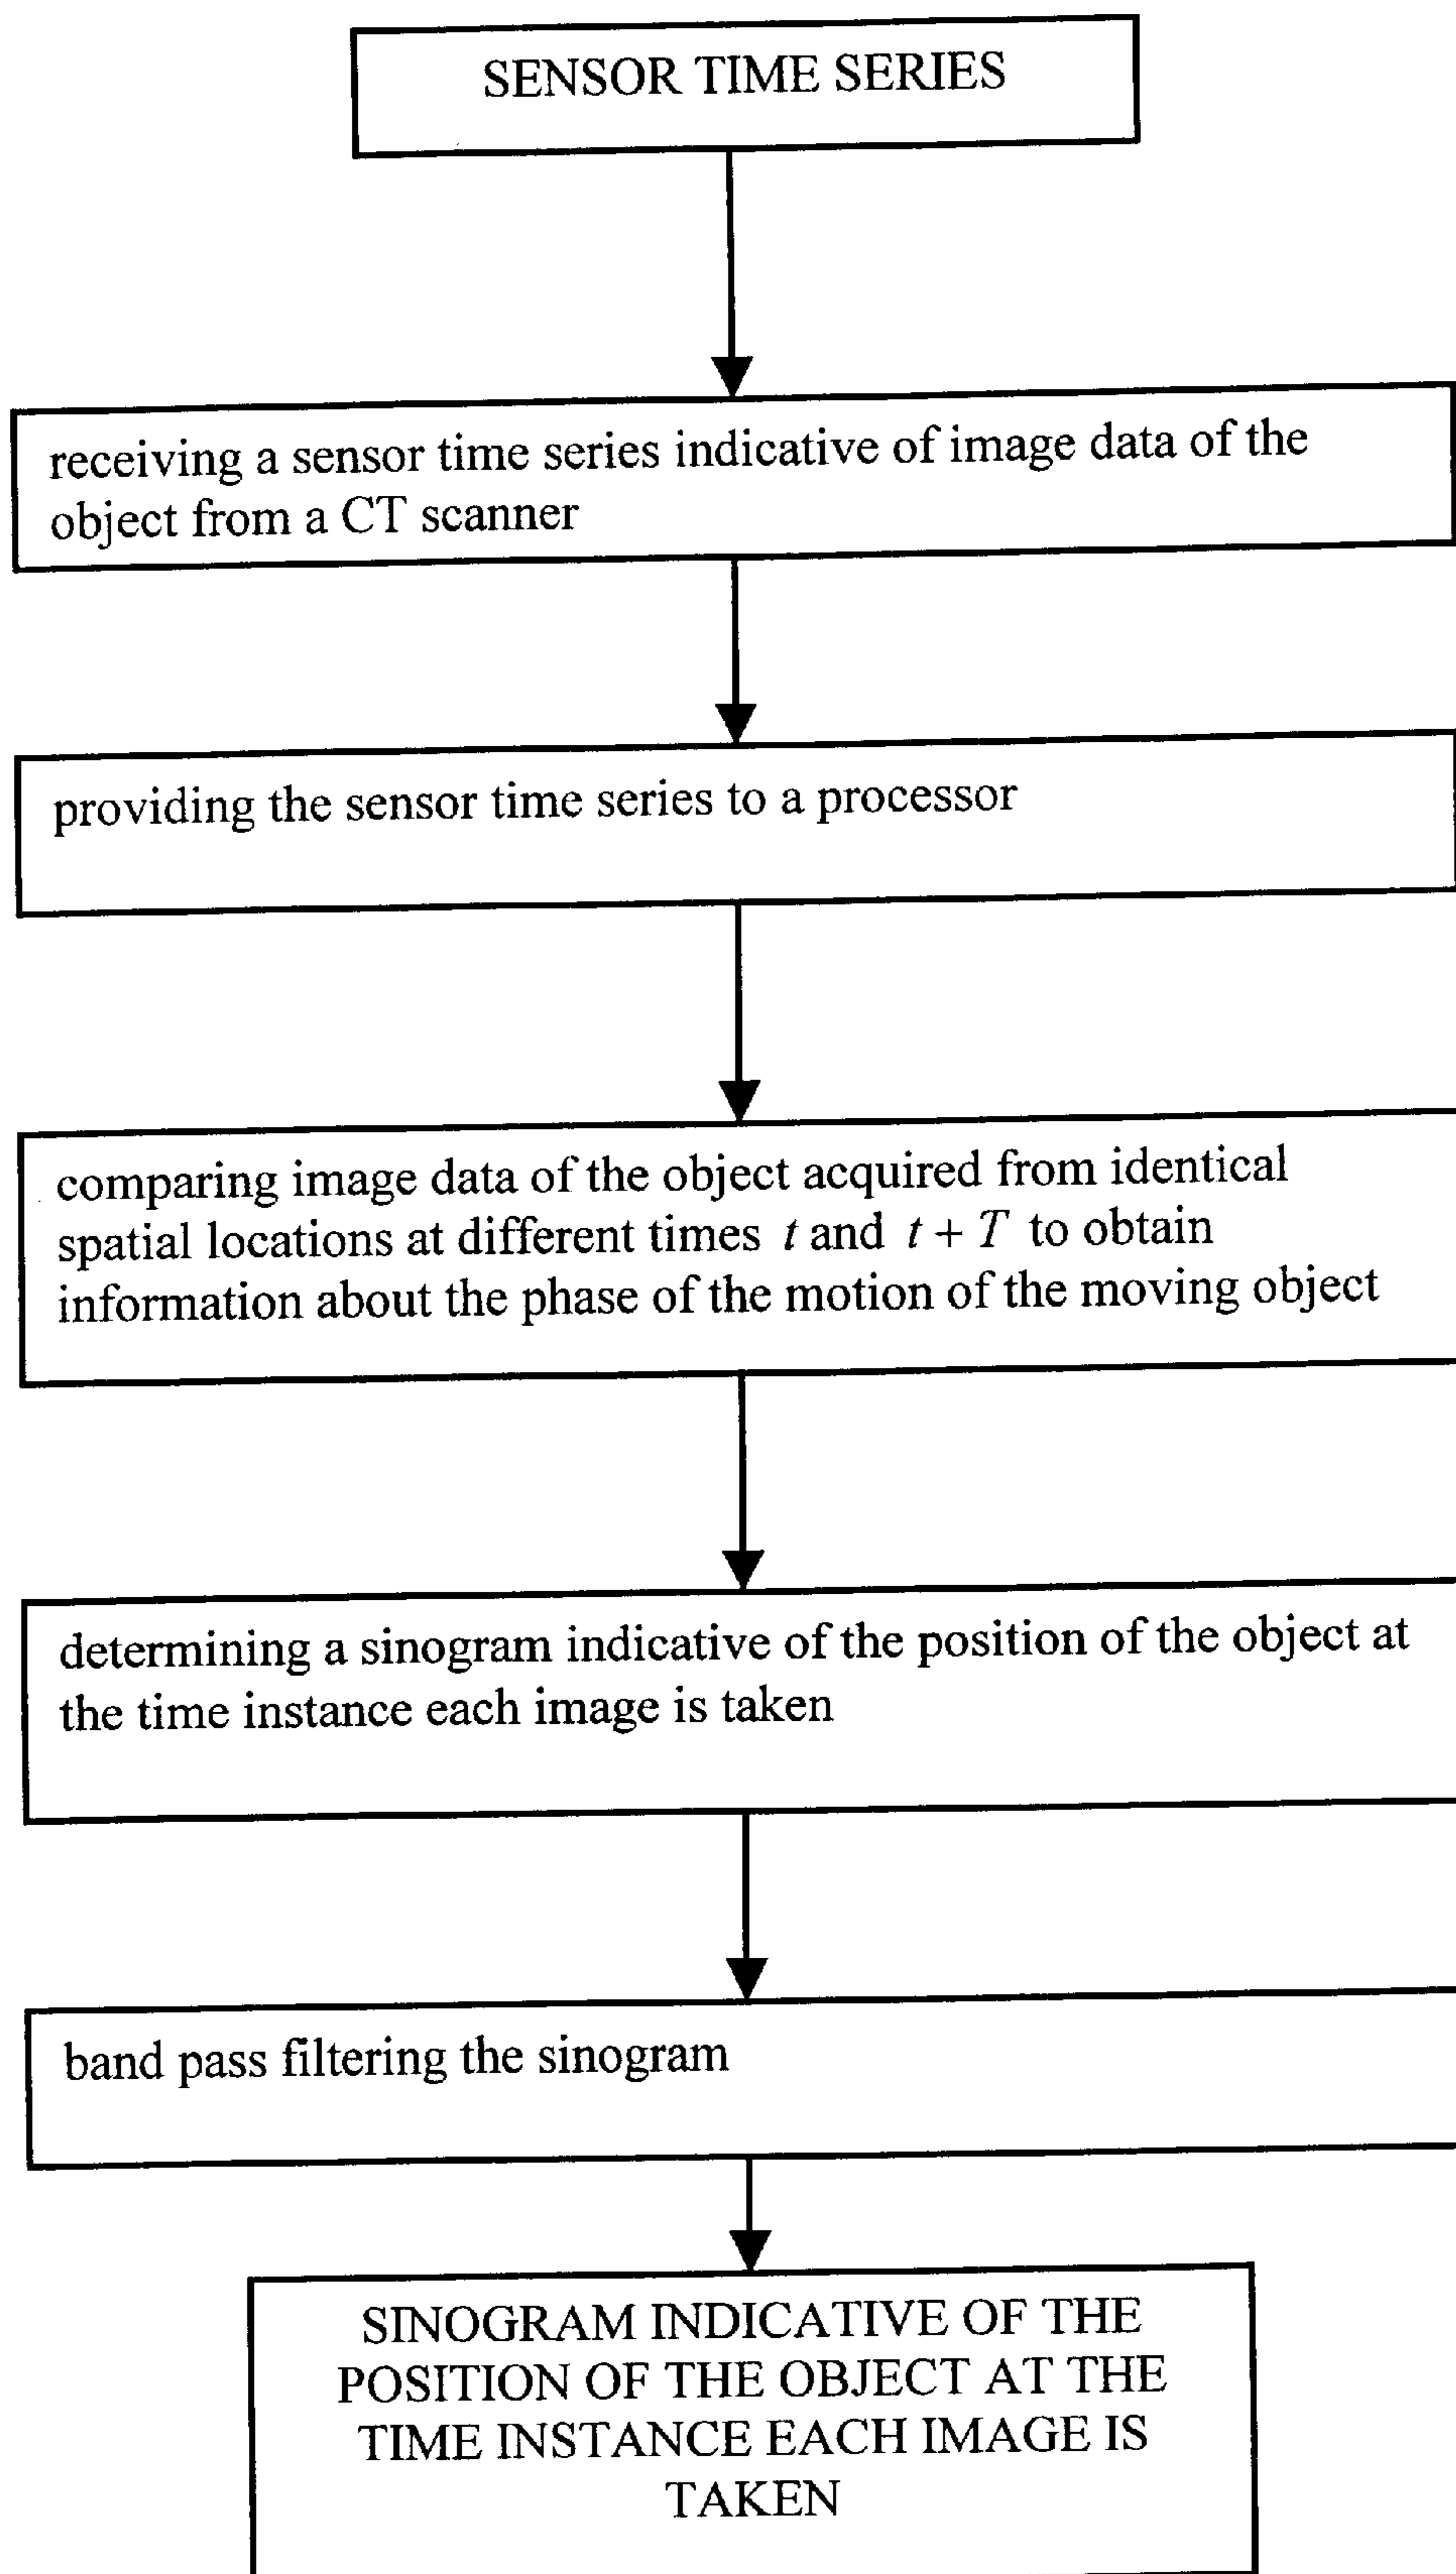 SENSOR TIME SERIES
receiving a sensor time series indicative of image data of the
object from a CT scanner
providing the sensor time series to a processor
comparing image data of the object acquired from identical
spatial locations at different times t and t + T to obtain
information about the phase of the motion of the moving object
determining a sinogram indicative of the position of the object at
the time instance each image is taken
band pass filtering the sinogram
SINOGRAM INDICATIVE OF THE
POSITION OF THE OBJECT AT THE
TIME INSTANCE EACH IMAGE IS
TAKEN